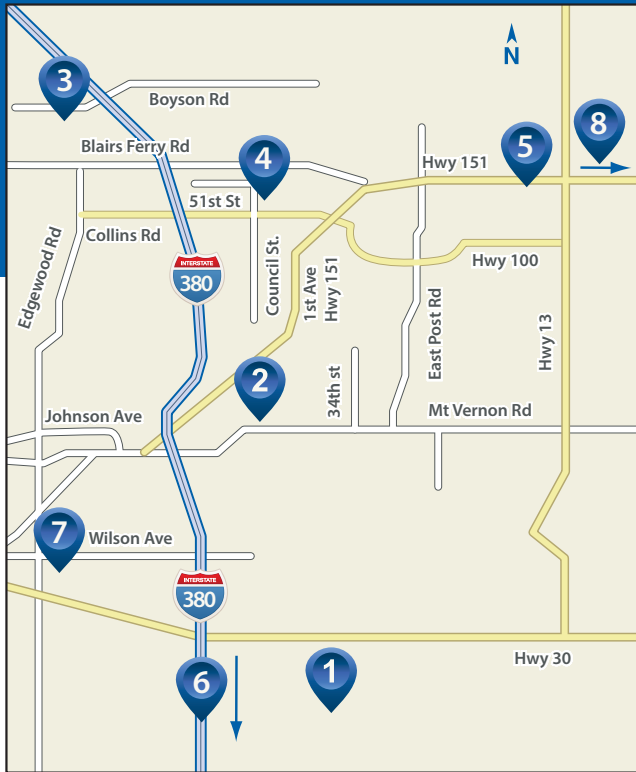 N
3
Boyson Rd
8
Blairs Ferry Rd
4
5
Hwy 151
51st St
Collins Rd
Edgewood Rd
Council St.
1st Ave
Hwy 151
INTERSTATE
380
Hwy 100
East Post Rd
Hwy 13
2
34th st
Johnson Ave
Mt Vernon Rd
7
Wilson Ave
INTERSTATE
380
Hwy 30
6
1